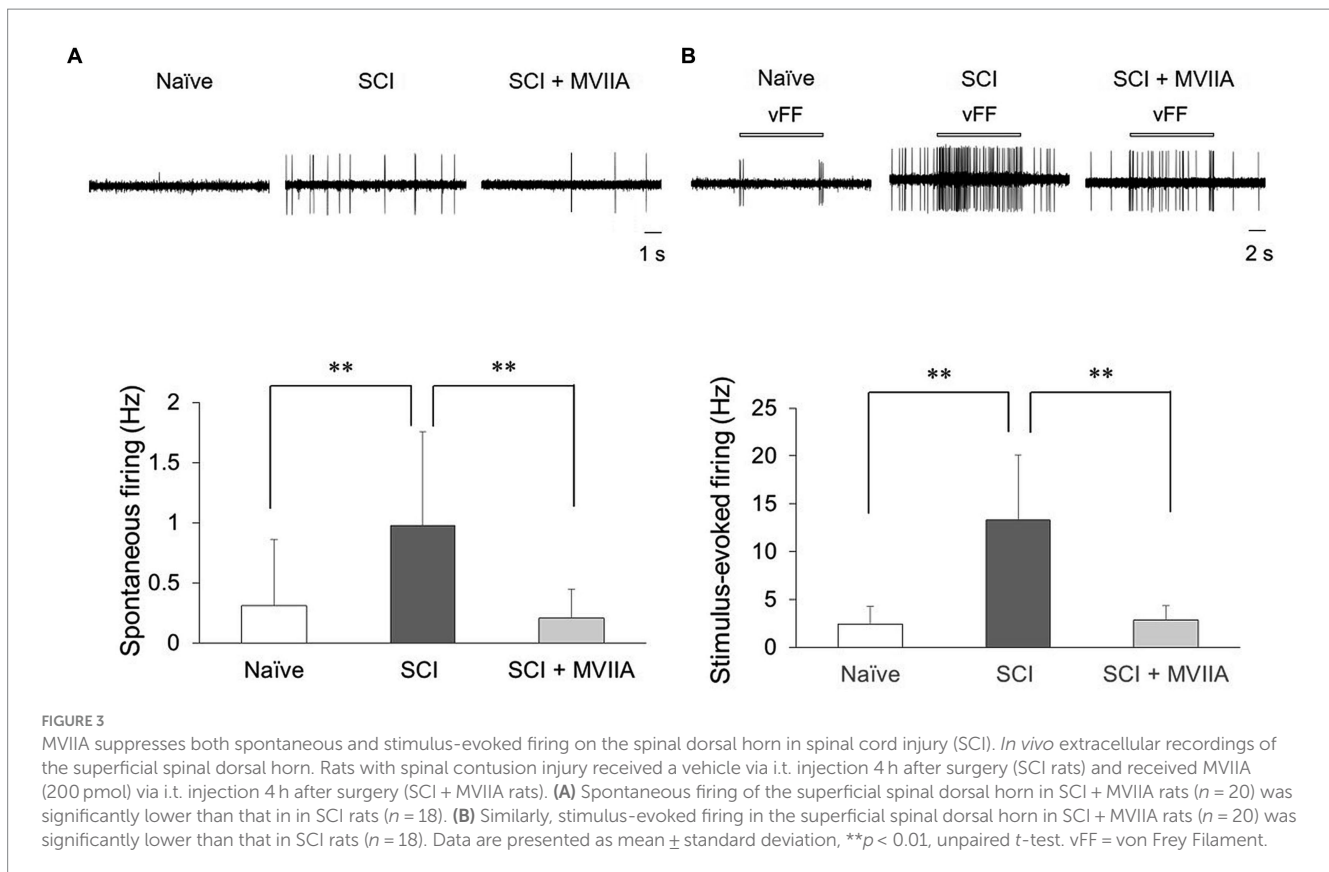 A
Naïve SCI SCI + MVIIA
1 s
B
Naïve SCI SCI + MVIIA
vFF vFF vFF
2 s
** **
Spontaneous firing (Hz)
2
1.5
1
0.5
0
Naïve SCI SCI + MVIIA
** **
Stimulus-evoked firing (Hz)
25
20
15
10
5
0
Naïve SCI SCI + MVIIA
FIGURE 3
MVIIA suppresses both spontaneous and stimulus-evoked firing on the spinal dorsal horn in spinal cord injury (SCI). In vivo extracellular recordings of
the superficial spinal dorsal horn. Rats with spinal contusion injury received a vehicle via i.t. injection 4 h after surgery (SCI rats) and received MVIIA
(200 pmol) via i.t. injection 4 h after surgery (SCI + MVIIA rats). (A) Spontaneous firing of the superficial spinal dorsal horn in SCI + MVIIA rats (n = 20) was
significantly lower than that in in SCI rats (n = 18). (B) Similarly, stimulus-evoked firing in the superficial spinal dorsal horn in SCI + MVIIA rats (n = 20) was
significantly lower than that in SCI rats (n = 18). Data are presented as mean ± standard deviation, **p < 0.01, unpaired t-test. vFF = von Frey Filament.